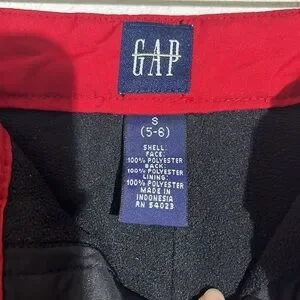 GAP
S
(5-6)
SHELL:
FACE:
100% POLYESTER
BACK:
100% POLYESTER
LINING:
100% POLYESTER
MADE IN
INDONESIA
RN 54023